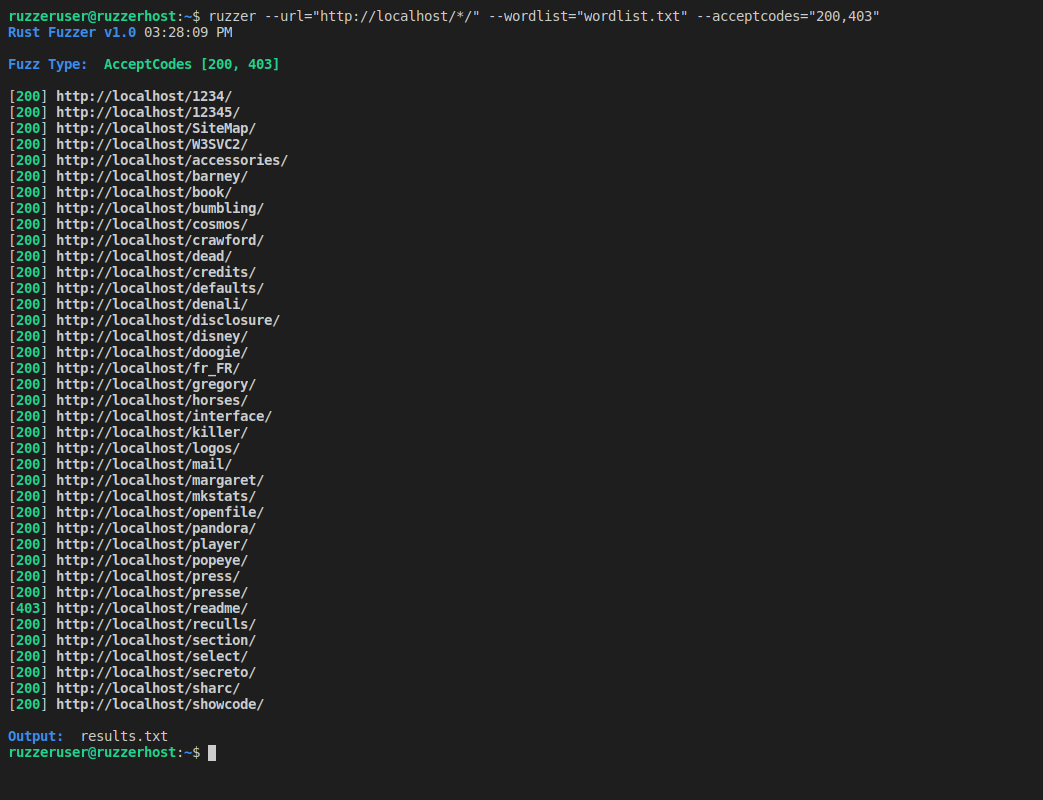 ruzzeruser@ruzzerhost:~$ ruzzer --url="http://localhost/*/" --wordlist="wordlist.txt" --acceptcodes="200,403"
Rust Fuzzer v1.0 03:28:09 PM
Fuzz Type:  AcceptCodes [200, 403]
[200] http://localhost/1234/
[200] http://localhost/12345/
[200] http://localhost/SiteMap/
[200] http://localhost/W3SVC2/
[200] http://localhost/accessories/
[200] http://localhost/barney/
[200] http://localhost/book/
[200] http://localhost/bumbling/
[200] http://localhost/cosmos/
[200] http://localhost/crawford/
[200] http://localhost/dead/
[200] http://localhost/credits/
[200] http://localhost/defaults/
[200] http://localhost/denali/
[200] http://localhost/disclosure/
[200] http://localhost/disney/
[200] http://localhost/doogie/
[200] http://localhost/fr_FR/
[200] http://localhost/gregory/
[200] http://localhost/horses/
[200] http://localhost/interface/
[200] http://localhost/killer/
[200] http://localhost/logos/
[200] http://localhost/mail/
[200] http://localhost/margaret/
[200] http://localhost/mkstats/
[200] http://localhost/openfile/
[200] http://localhost/pandora/
[200] http://localhost/player/
[200] http://localhost/popeye/
[200] http://localhost/press/
[200] http://localhost/presse/
[403] http://localhost/readme/
[200] http://localhost/reculls/
[200] http://localhost/section/
[200] http://localhost/select/
[200] http://localhost/secreto/
[200] http://localhost/sharc/
[200] http://localhost/showcode/
Output:  results.txt
ruzzeruser@ruzzerhost:~$